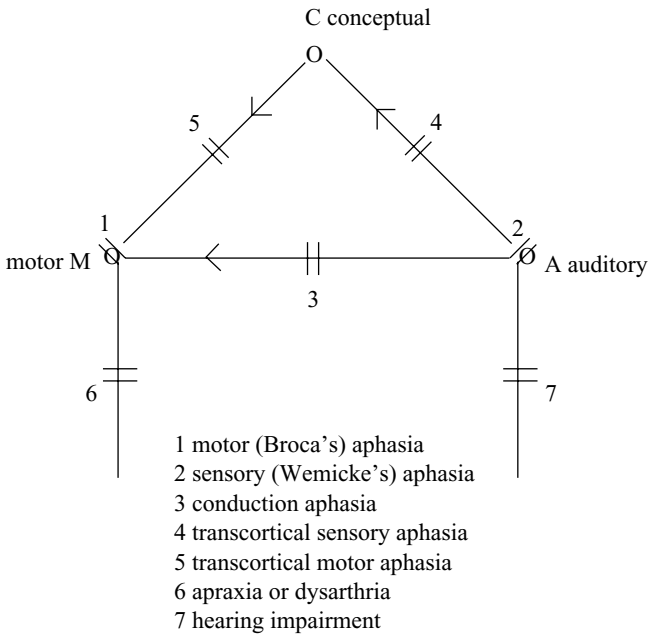 C conceptual
O
5
4
1
2
motor M O
O A auditory
3
6
7
1 motor (Broca's) aphasia
2 sensory (Wemicke's) aphasia
3 conduction aphasia
4 transcortical sensory aphasia
5 transcortical motor aphasia
6 apraxia or dysarthria
7 hearing impairment